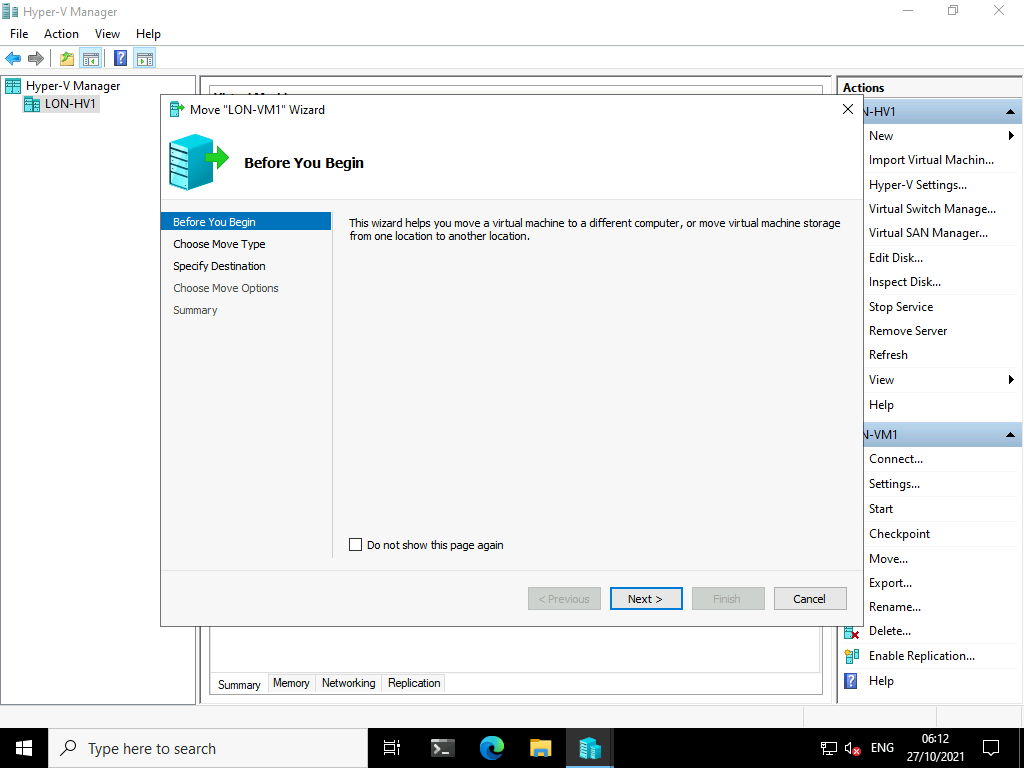 Hyper-V Manager
File Action View Help
Hyper-V Manager
LON-HV1
Actions
Move "LON-VM1" Wizard
Before You Begin
Before You Begin
Choose Move Type
Specify Destination
Choose Move Options
Summary
This wizard helps you move a virtual machine to a different computer, or move virtual machine storage
from one location to another location.
Do not show this page again
< Previous
Next >
Finish
Cancel
N-HV1
New
Import Virtual Machin...
Hyper-V Settings...
Virtual Switch Manage...
Virtual SAN Manager...
Edit Disk...
Inspect Disk...
Stop Service
Remove Server
Refresh
View
Help
N-VM1
Connect...
Settings...
Start
Checkpoint
Move...
Export...
Rename...
Delete...
Enable Replication...
Help
Summary Memory Networking Replication
Type here to search
ENG
06:12
27/10/2021